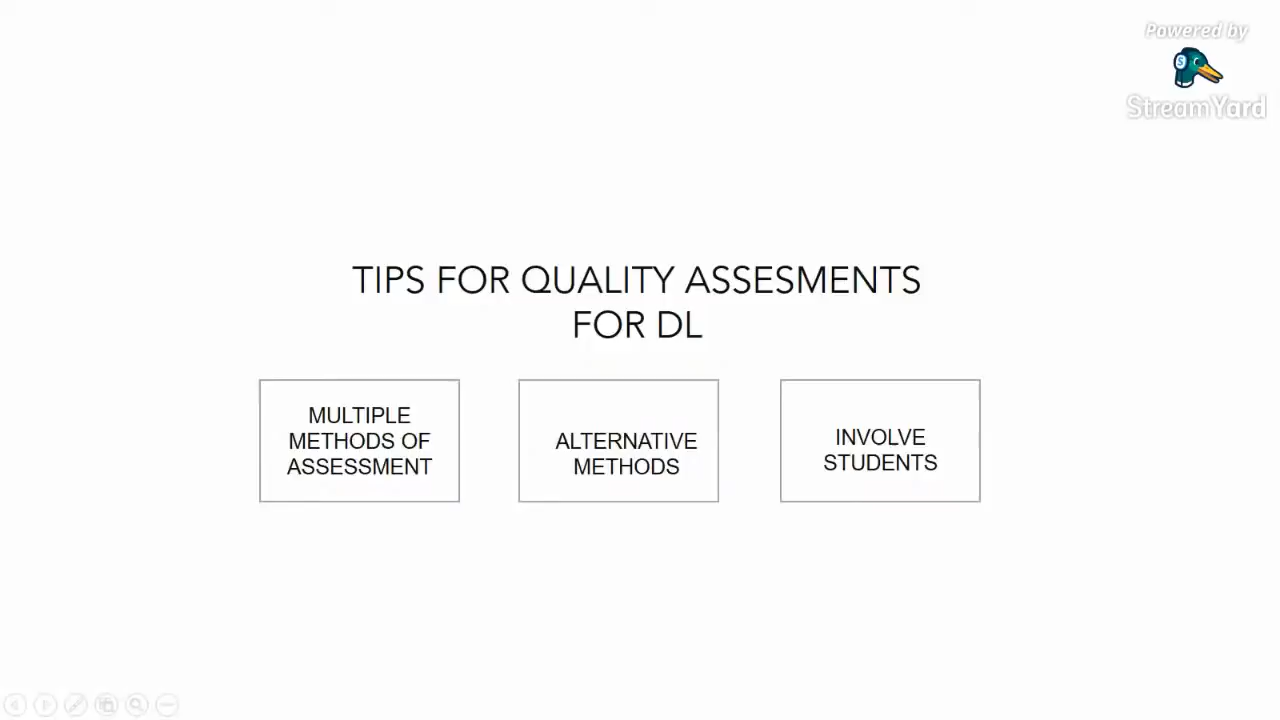 Powered by
StreamYard
TIPS FOR QUALITY ASSESMENTS
FOR DL
MULTIPLE
METHODS OF
ASSESSMENT
ALTERNATIVE
METHODS
INVOLVE
STUDENTS